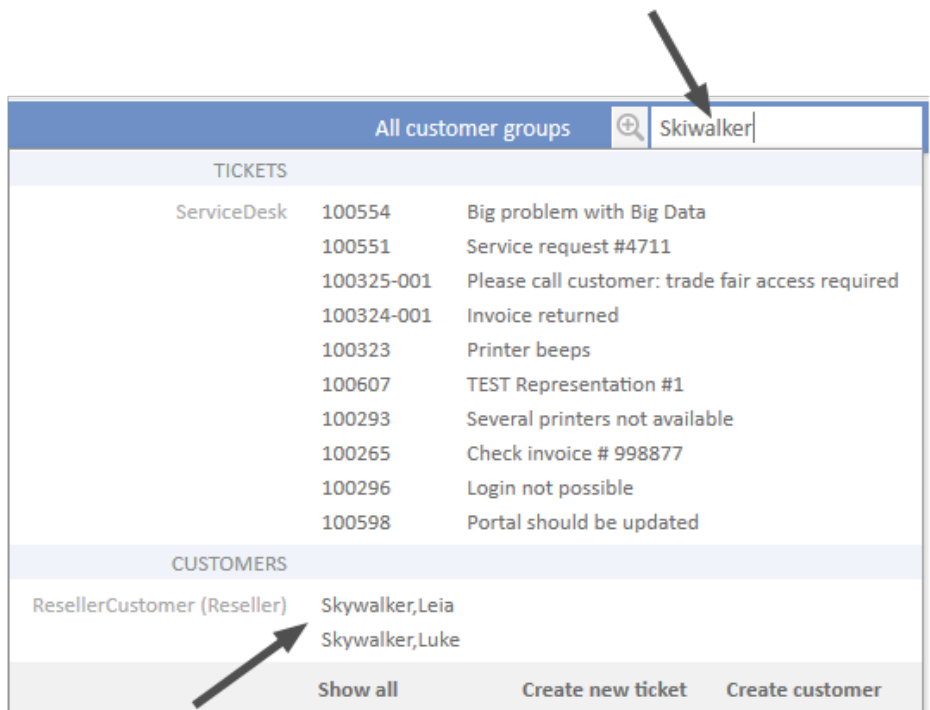 All customer groups Skiwalker
TICKETS
ServiceDesk 100554 Big problem with Big Data
100551 Service request #4711
100325-001 Please call customer: trade fair access required
100324-001 Invoice returned
100323 Printer beeps
100607 TEST Representation #1
100293 Several printers not available
100265 Check invoice # 998877
100296 Login not possible
100598 Portal should be updated
CUSTOMERS
ResellerCustomer (Reseller) Skywalker,Leia
Skywalker,Luke
Show all Create new ticket Create customer